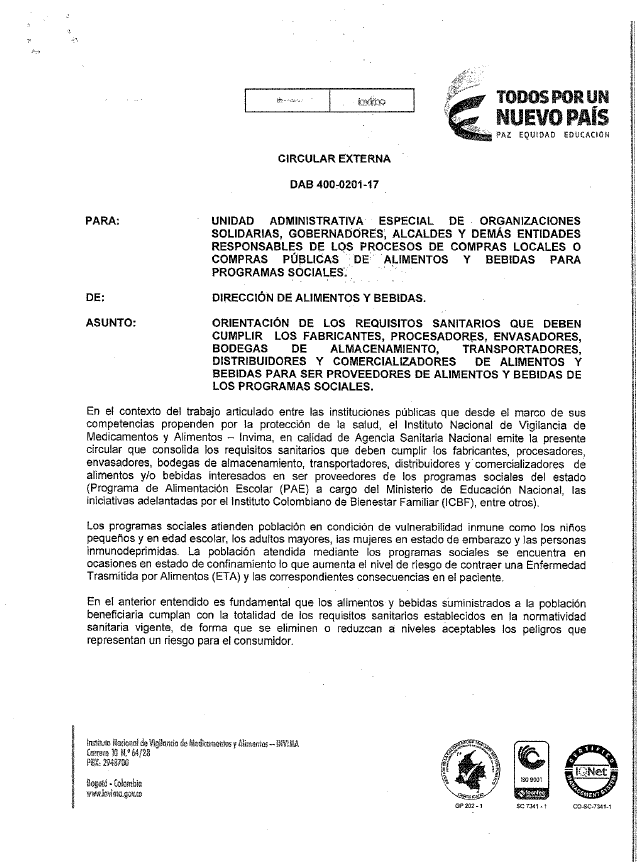 invima
TODOS POR UN
NUEVO PAÍS
PAZ EQUIDAD EDUCACIÓN
CIRCULAR EXTERNA
DAB 400-0201-17
PARA: UNIDAD ADMINISTRATIVA ESPECIAL DE ORGANIZACIONES
SOLIDARIAS, GOBERNADORES, ALCALDES Y DEMÁS ENTIDADES
RESPONSABLES DE LOS PROCESOS DE COMPRAS LOCALES O
COMPRAS PÚBLICAS DE ALIMENTOS Y BEBIDAS PARA
PROGRAMAS SOCIALES.
DE: DIRECCIÓN DE ALIMENTOS Y BEBIDAS.
ASUNTO: ORIENTACIÓN DE LOS REQUISITOS SANITARIOS QUE DEBEN
CUMPLIR LOS FABRICANTES, PROCESADORES, ENVASADORES,
BODEGAS DE ALMACENAMIENTO, TRANSPORTADORES,
DISTRIBUIDORES Y COMERCIALIZADORES DE ALIMENTOS Y
BEBIDAS PARA SER PROVEEDORES DE ALIMENTOS Y BEBIDAS DE
LOS PROGRAMAS SOCIALES.
En el contexto del trabajo articulado entre las instituciones públicas que desde el marco de sus
competencias propenden por la protección de la salud, el Instituto Nacional de Vigilancia de
Medicamentos y Alimentos – Invima, en calidad de Agencia Sanitaria Nacional emite la presente
circular que consolida los requisitos sanitarios que deben cumplir los fabricantes, procesadores,
envasadores, bodegas de almacenamiento, transportadores, distribuidores y comercializadores de
alimentos y/o bebidas interesados en ser proveedores de los programas sociales del estado
(Programa de Alimentación Escolar (PAE) a cargo del Ministerio de Educación Nacional, las
iniciativas adelantadas por el Instituto Colombiano de Bienestar Familiar (ICBF), entre otros).
Los programas sociales atienden población en condición de vulnerabilidad inmune como los niños
pequeños y en edad escolar, los adultos mayores, las mujeres en estado de embarazo y las personas
inmunodeprimidas. La población atendida mediante los programas sociales se encuentra en
ocasiones en estado de confinamiento lo que aumenta el nivel de riesgo de contraer una Enfermedad
Trasmitida por Alimentos (ETA) y las correspondientes consecuencias en el paciente.
En el anterior entendido es fundamental que los alimentos y bebidas suministrados a la población
beneficiaria cumplan con la totalidad de los requisitos sanitarios establecidos en la normatividad
sanitaria vigente, de forma que se eliminen o reduzcan a niveles aceptables los peligros que
representan un riesgo para el consumidor.
Instituto Nacional de Vigilancia de Medicamentos y Alimentos – INVIMA
Carrera 10 N.° 64/28
PBX: 2948700
Bogotá - Colombia
www.invima.gov.co
GP 202 - 1
ISO 9001
icontec
SC 7341 - 1
CERTIFIED
IQNet
MANAGEMENT SYSTEM
CO-SC-7341-1